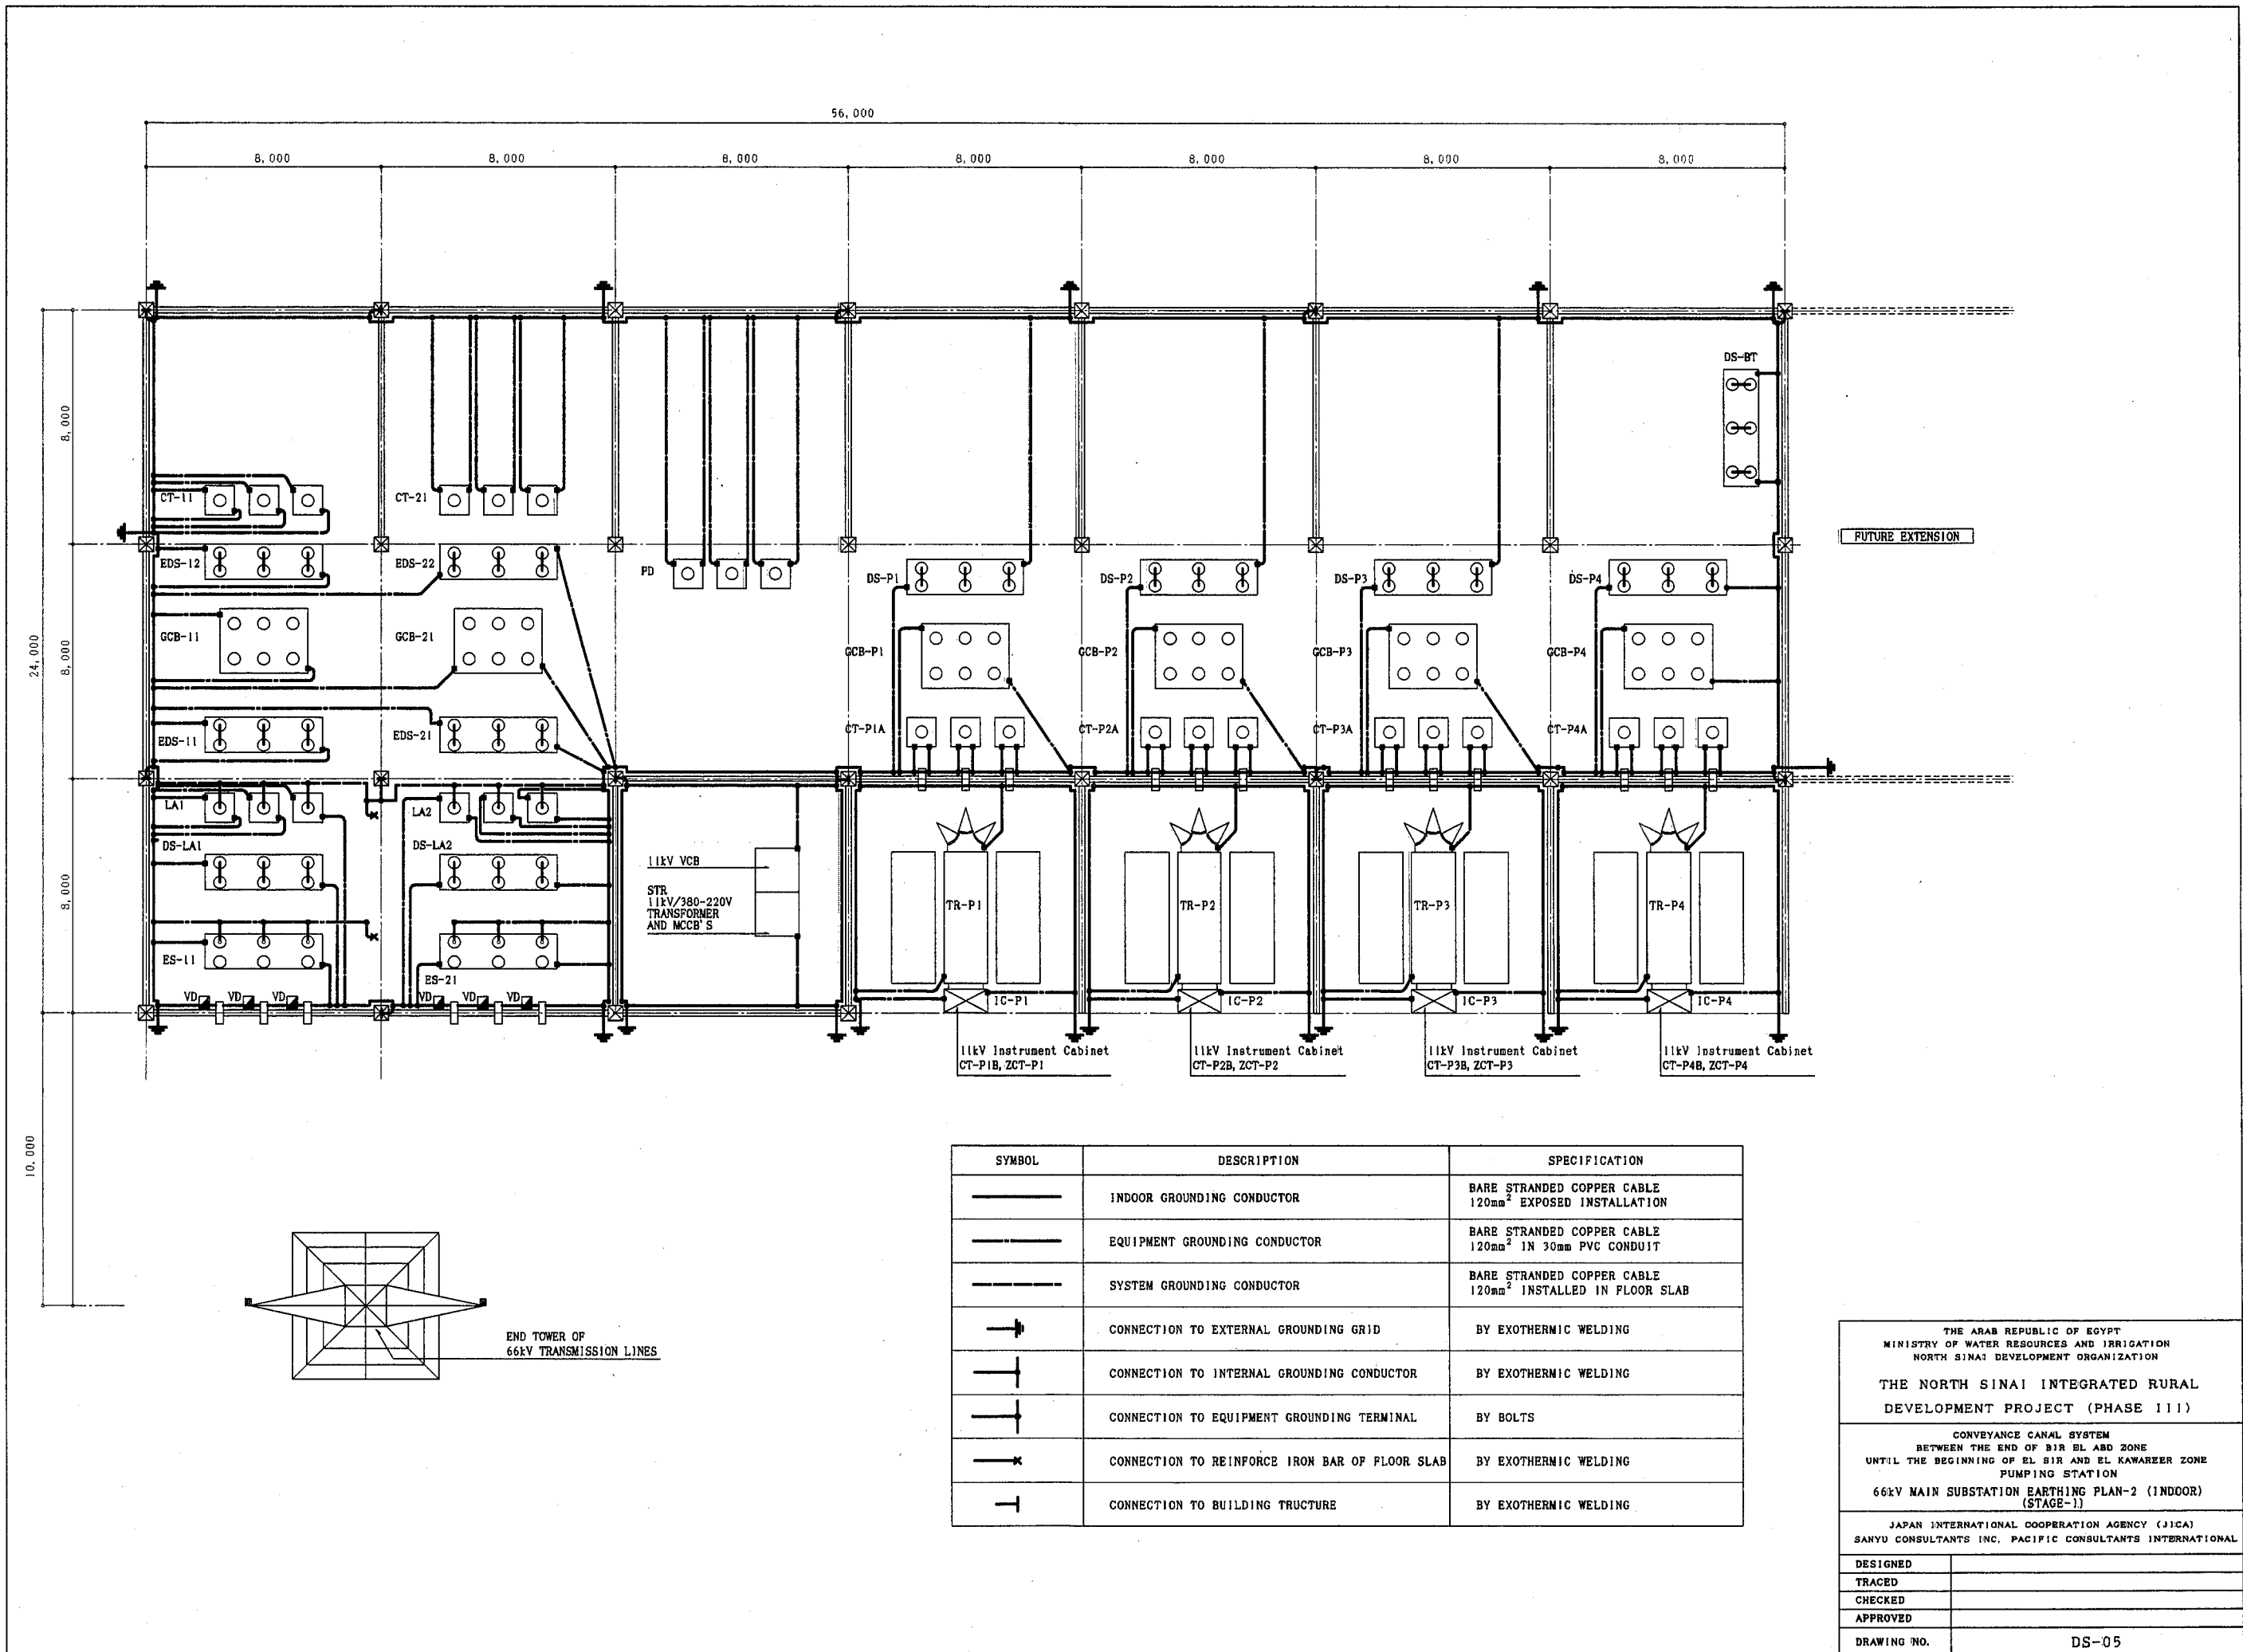 56,000
8,000
8,000
8,000
8,000
8,000
8,000
8,000
24,000
8,000
8,000
8,000
10,000
DS-BT
CT-11
CT-21
EDS-12
EDS-22
PD
DS-P1
DS-P2
DS-P3
DS-P4
FUTURE EXTENSION
GCB-11
GCB-21
GCB-P1
GCB-P2
GCB-P3
GCB-P4
EDS-11
EDS-21
CT-P1A
CT-P2A
CT-P3A
CT-P4A
LA1
LA2
DS-LA1
DS-LA2
11kV VCB
STR
11kV/380-220V
TRANSFORMER
AND MCCB'S
TR-P1
TR-P2
TR-P3
TR-P4
ES-11
ES-21
VD
VD
VD
VD
VD
VD
IC-P1
IC-P2
IC-P3
IC-P4
11kV Instrument Cabinet
CT-P1B, ZCT-P1
11kV Instrument Cabinet
CT-P2B, ZCT-P2
11kV Instrument Cabinet
CT-P3B, ZCT-P3
11kV Instrument Cabinet
CT-P4B, ZCT-P4
END TOWER OF
66kV TRANSMISSION LINES
SYMBOL DESCRIPTION SPECIFICATION
INDOOR GROUNDING CONDUCTOR
BARE STRANDED COPPER CABLE
120mm² EXPOSED INSTALLATION
EQUIPMENT GROUNDING CONDUCTOR
BARE STRANDED COPPER CABLE
120mm² IN 30mm PVC CONDUIT
SYSTEM GROUNDING CONDUCTOR
BARE STRANDED COPPER CABLE
120mm² INSTALLED IN FLOOR SLAB
CONNECTION TO EXTERNAL GROUNDING GRID BY EXOTHERMIC WELDING
CONNECTION TO INTERNAL GROUNDING CONDUCTOR BY EXOTHERMIC WELDING
CONNECTION TO EQUIPMENT GROUNDING TERMINAL BY BOLTS
CONNECTION TO REINFORCE IRON BAR OF FLOOR SLAB BY EXOTHERMIC WELDING
CONNECTION TO BUILDING TRUCTURE BY EXOTHERMIC WELDING
THE ARAB REPUBLIC OF EGYPT
MINISTRY OF WATER RESOURCES AND IRRIGATION
NORTH SINAI DEVELOPMENT ORGANIZATION
THE NORTH SINAI INTEGRATED RURAL
DEVELOPMENT PROJECT (PHASE III)
CONVEYANCE CANAL SYSTEM
BETWEEN THE END OF BIR EL ABD ZONE
UNTIL THE BEGINNING OF EL SIR AND EL KAWAREER ZONE
PUMPING STATION
66kV MAIN SUBSTATION EARTHING PLAN-2 (INDOOR)
(STAGE-1)
JAPAN INTERNATIONAL COOPERATION AGENCY (JICA)
SANYU CONSULTANTS INC. PACIFIC CONSULTANTS INTERNATIONAL
DESIGNED
TRACED
CHECKED
APPROVED
DRAWING NO. DS-05